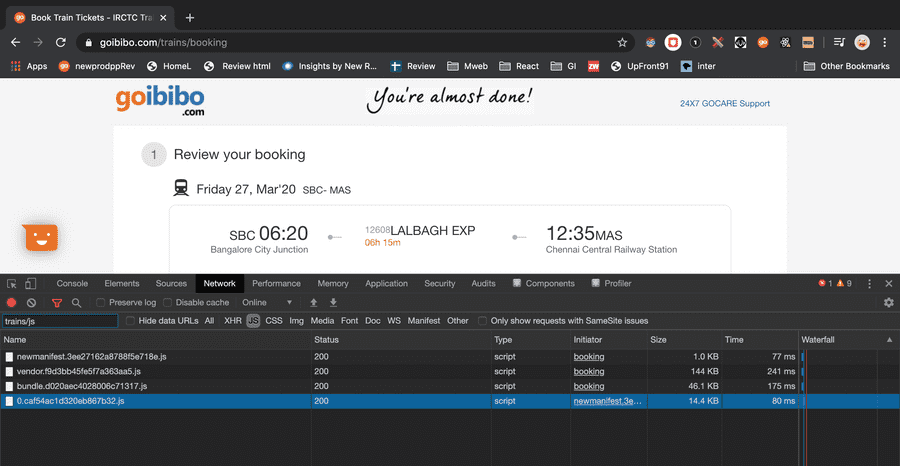 Book Train Tickets - IRCTC Tra
goibibo.com/trains/booking
Apps newprodppRev HomeL Review html Insights by New R... Review Mweb React GI UpFront91 inter Other Bookmarks
goibibo
.com
You're almost done!
24X7 GOCARE Support
1 Review your booking
Friday 27, Mar'20 SBC- MAS
SBC 06:20 12608LALBAGH EXP 12:35MAS
Bangalore City Junction 06h 15m Chennai Central Railway Station
Console Elements Sources Network Performance Memory Application Security Audits Components Profiler 1 9
Preserve log Disable cache Online
trains/js Hide data URLs All XHR JS CSS Img Media Font Doc WS Manifest Other Only show requests with SameSite issues
Name Status Type Initiator Size Time Waterfall
newmanifest.3ee27162a8788f5e718e.js 200 script booking 1.0 KB 77 ms
vendor.f9d3bb45fe5f7a363aa5.js 200 script booking 144 KB 241 ms
bundle.d020aec4028006c71317.js 200 script booking 46.1 KB 175 ms
0.caf54ac1d320eb867b32.js 200 script newmanifest.3e... 14.4 KB 80 ms